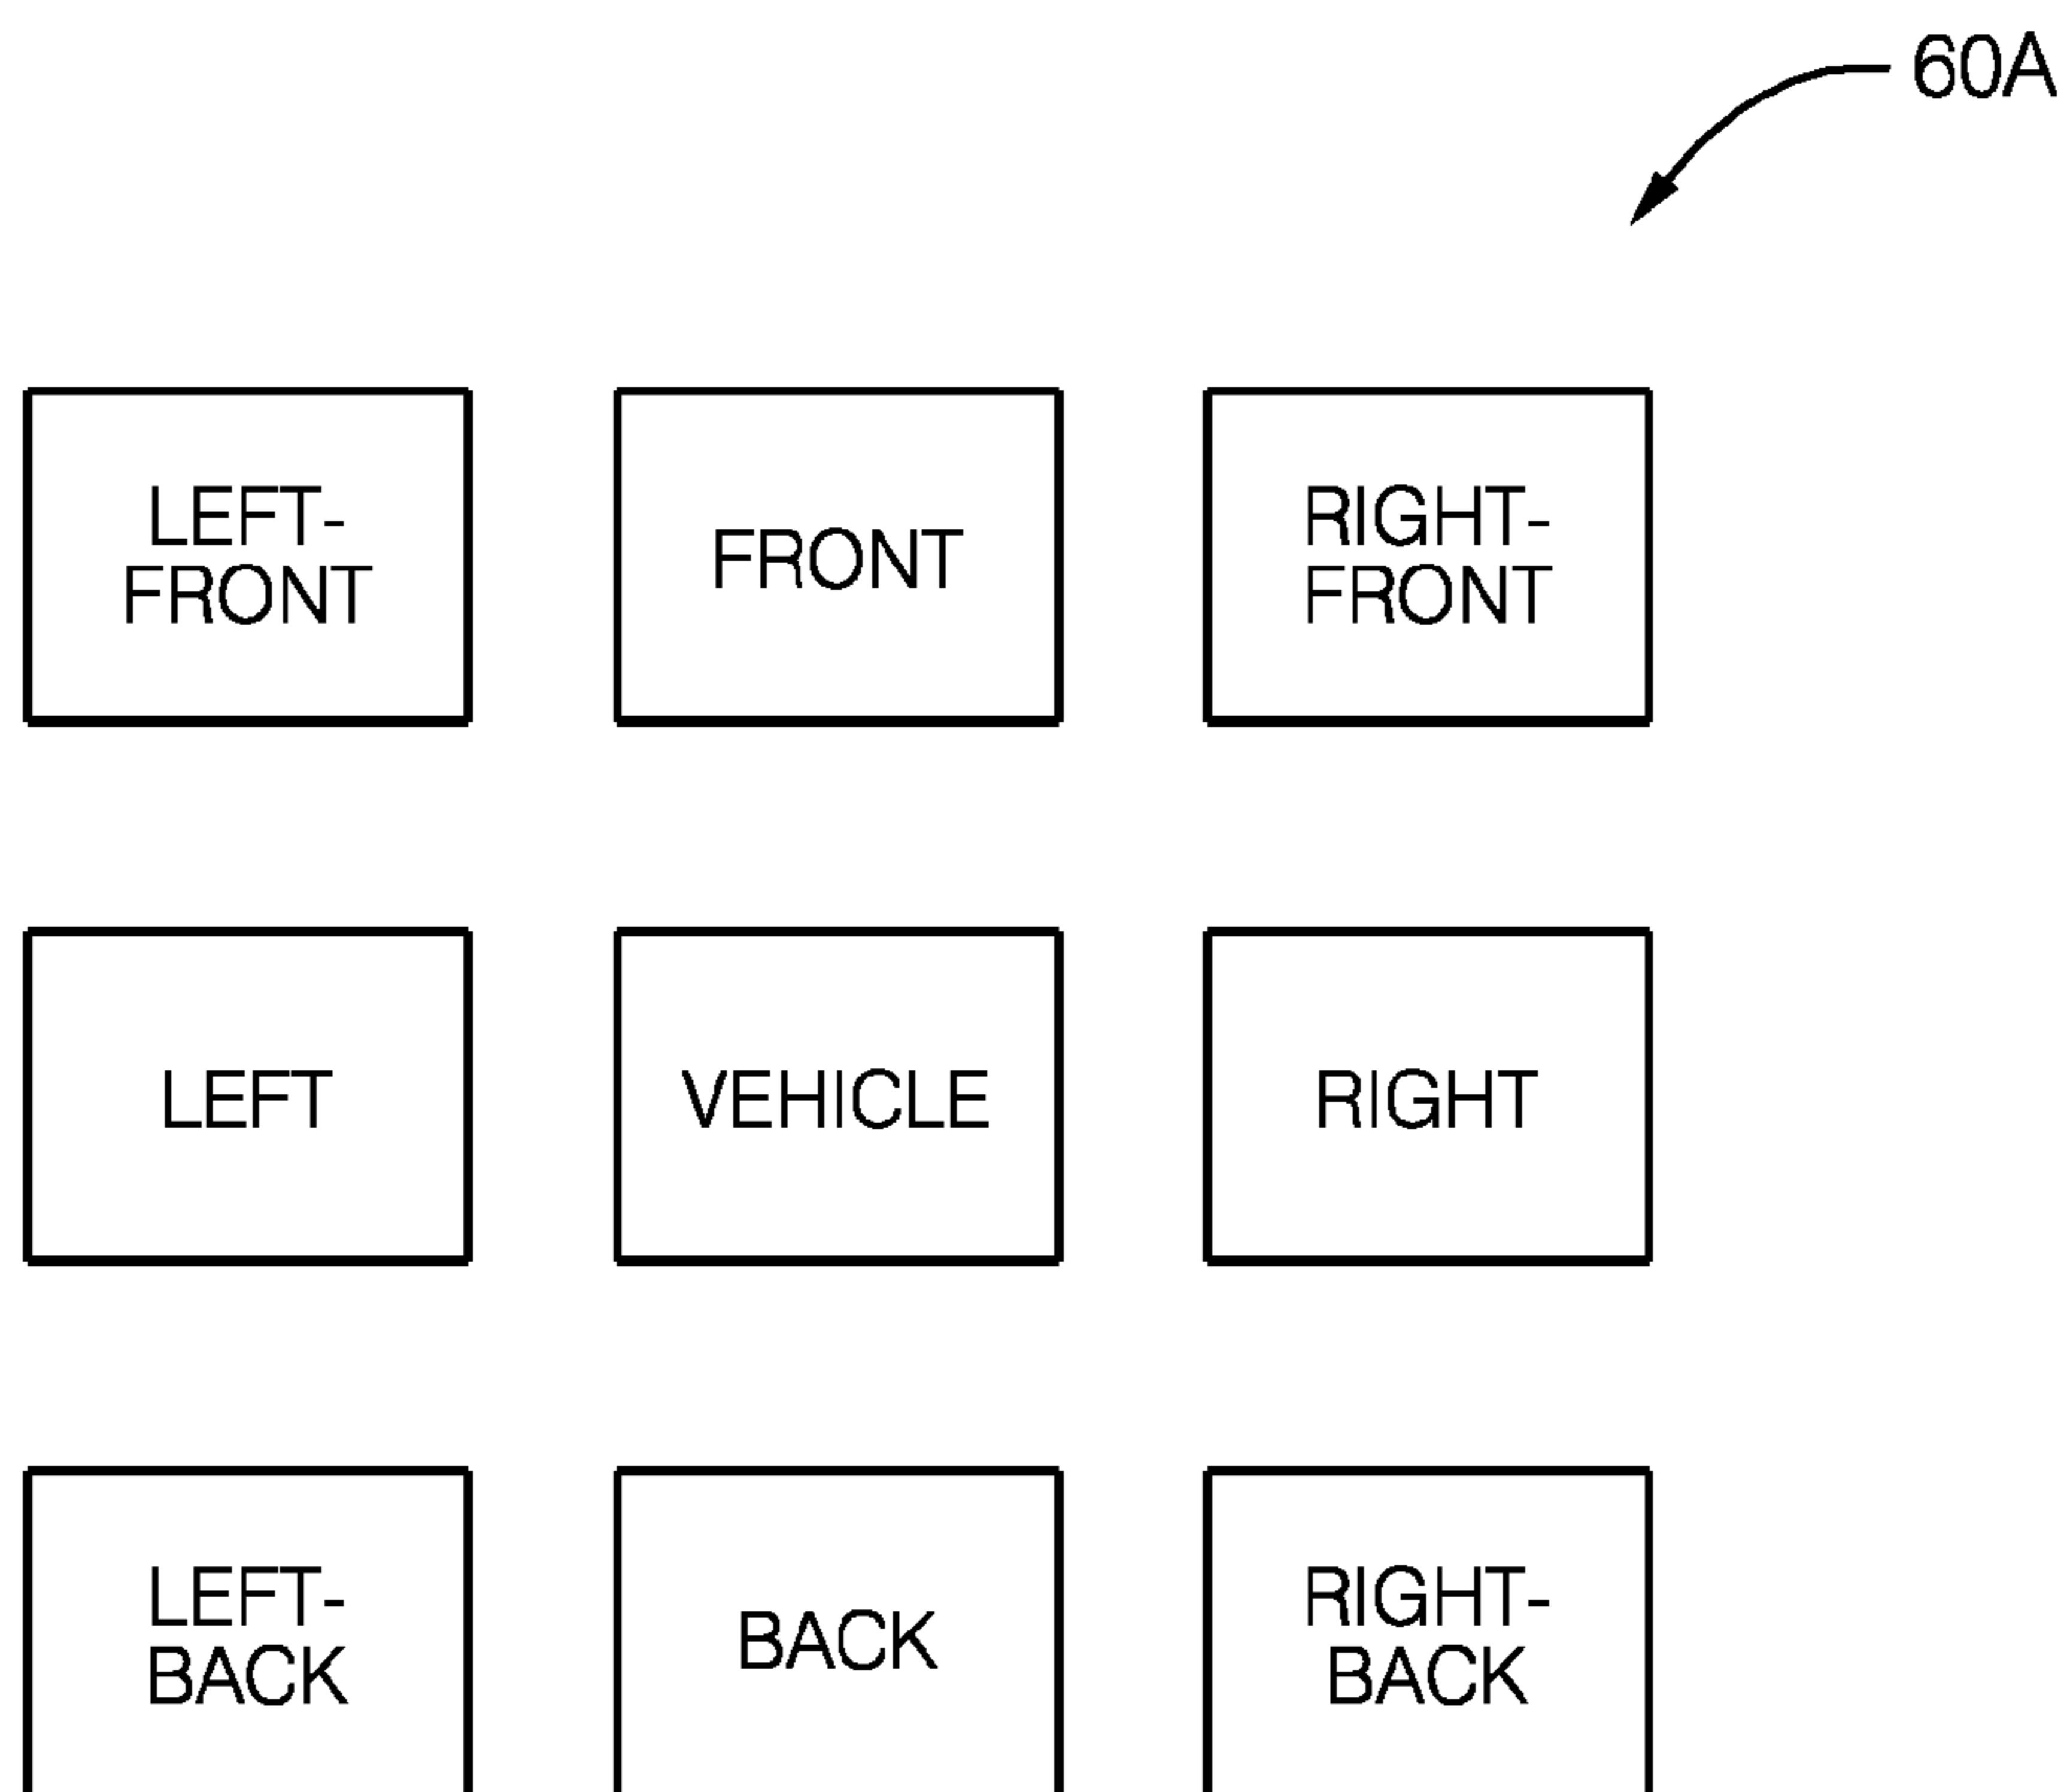 60A
LEFT-
FRONT
FRONT
RIGHT-
FRONT
LEFT
VEHICLE
RIGHT
LEFT-
BACK
BACK
RIGHT-
BACK